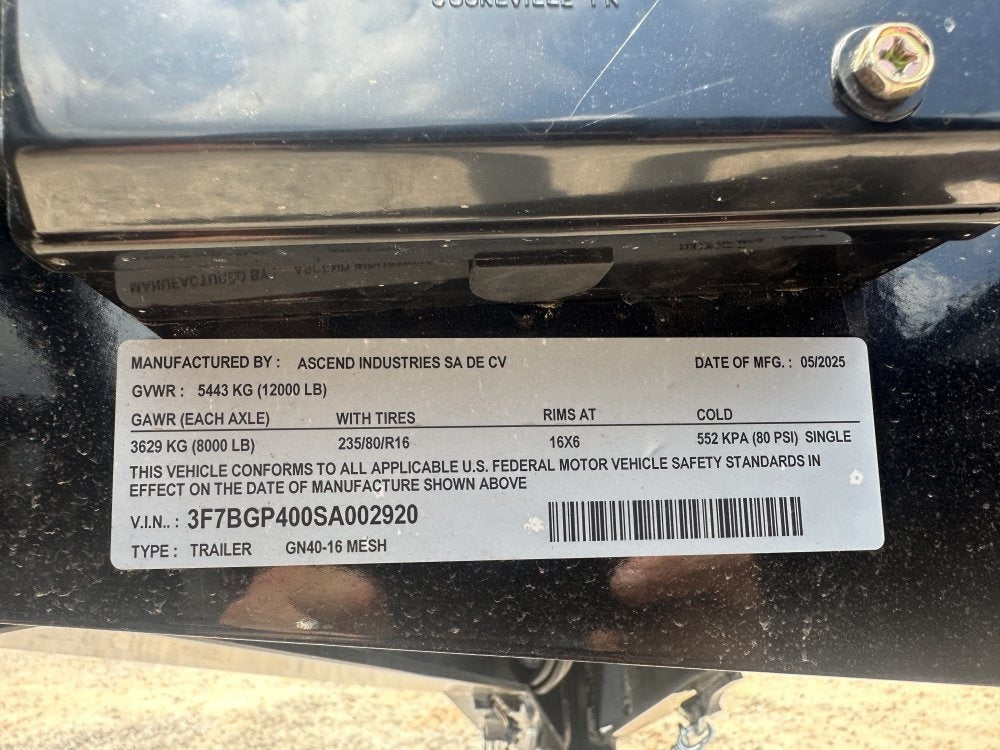 COOKEVILLE TN
MANUFACTURED BY : ASCEND INDUSTRIES SA DE CV DATE OF MFG. : 05/2025
GVWR : 5443 KG (12000 LB)
GAWR (EACH AXLE) WITH TIRES RIMS AT COLD
3629 KG (8000 LB) 235/80/R16 16X6 552 KPA (80 PSI) SINGLE
THIS VEHICLE CONFORMS TO ALL APPLICABLE U.S. FEDERAL MOTOR VEHICLE SAFETY STANDARDS IN
EFFECT ON THE DATE OF MANUFACTURE SHOWN ABOVE
V.I.N.. : 3F7BGP400SA002920
TYPE : TRAILER GN40-16 MESH